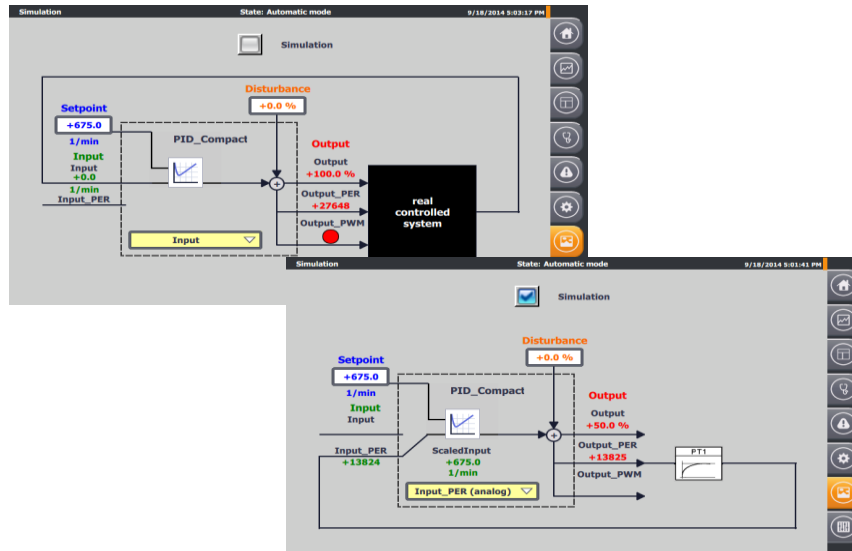 Simulation State: Automatic mode 9/18/2014 5:03:17 PM
Simulation
Disturbance
+0.0 %
Setpoint
+675.0
1/min
PID_Compact
Output
Input
Input
+0.0
1/min
Input_PER
Output
+100.0 %
Output_PER
+27648
Output_PWM
real
controlled
system
Input
Simulation State: Automatic mode 9/18/2014 5:01:41 PM
Simulation
Disturbance
+0.0 %
Setpoint
+675.0
1/min
PID_Compact
Output
Input
Input
Output
+50.0 %
Input_PER
+13824
ScaledInput
+675.0
1/min
Output_PER
+13825
Output_PWM
PT1
Input_PER (analog)